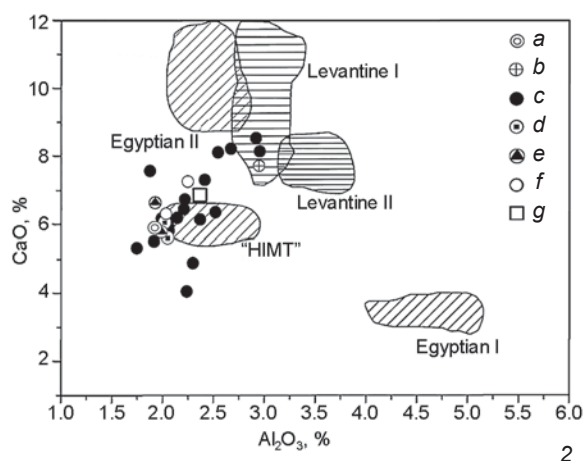 12
10
8
6
4
2
CaO, %
Egyptian II
Levantine I
Levantine II
"HIMT"
Egyptian I
a
b
c
d
e
f
g
1.0 1.5 2.0 2.5 3.0 3.5 4.0 4.5 5.0 5.5 6.0
Al₂O₃, %
2